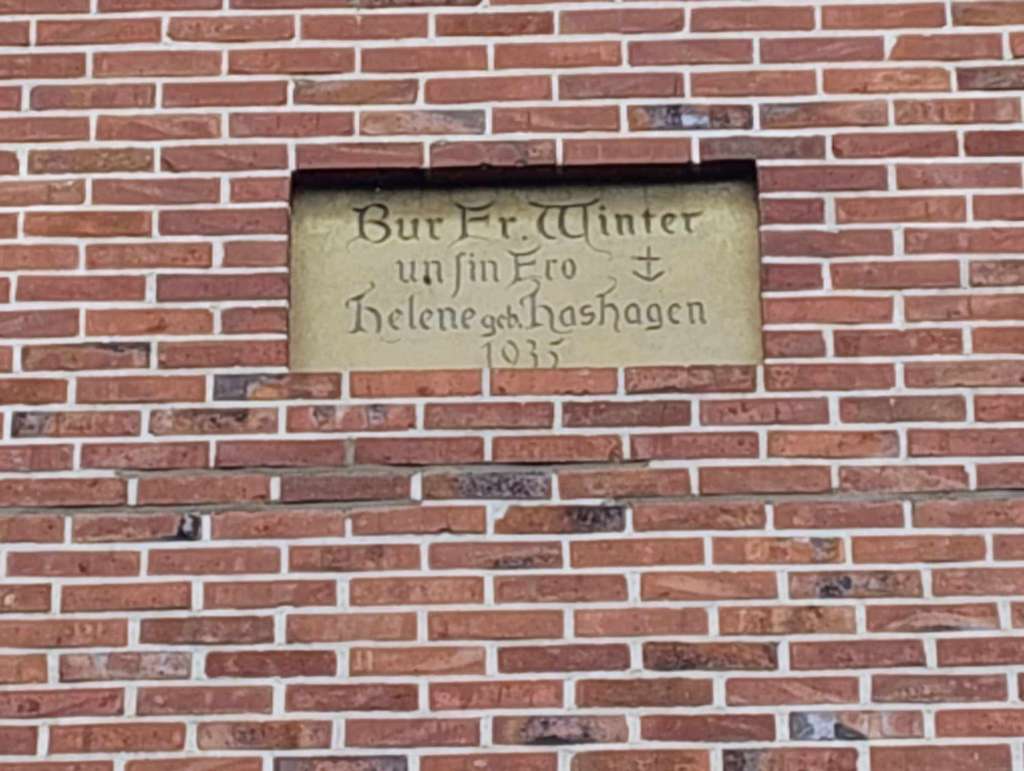 Bur Fr. Winter
un sin Fro
Helene geb. Hashagen
1935